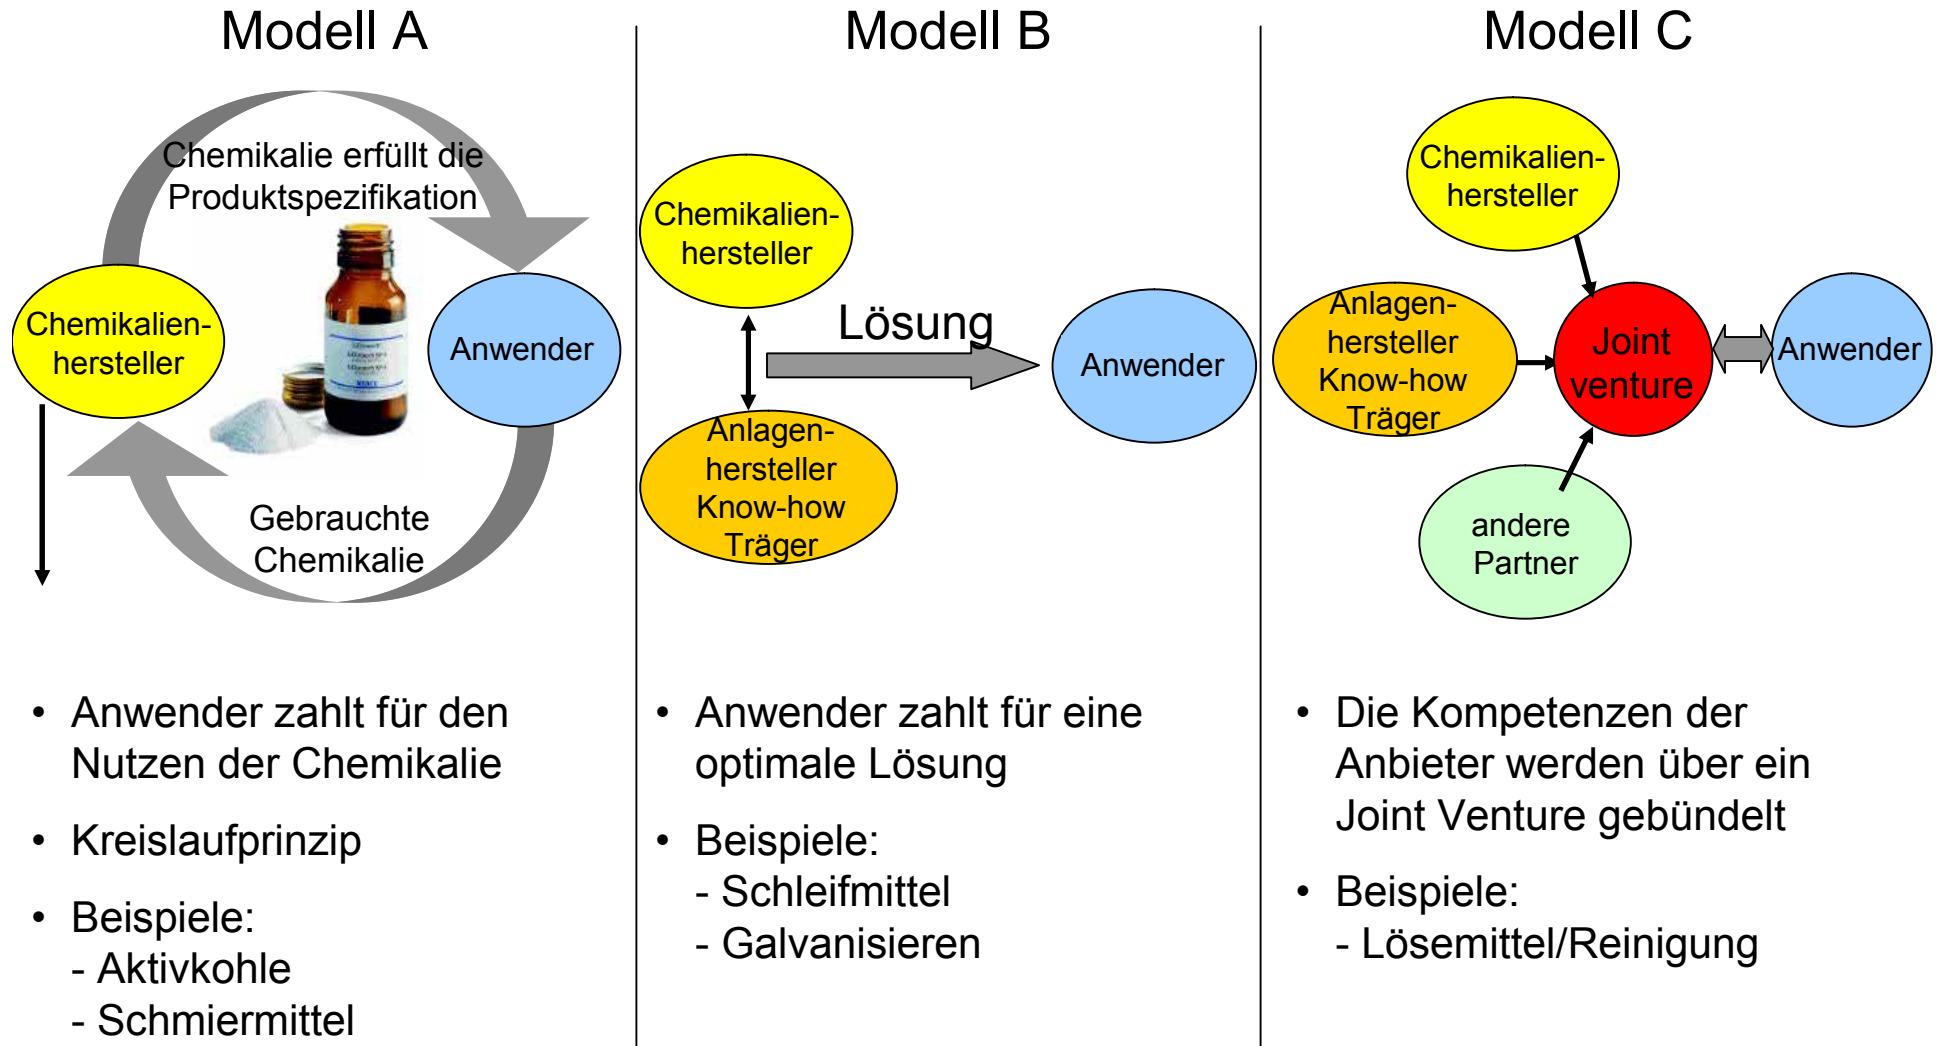 Modell A
Chemikalie erfüllt die
Produktspezifikation
Chemikalien-
hersteller
Anwender
Gebrauchte
Chemikalie
• Anwender zahlt für den
Nutzen der Chemikalie
• Kreislaufprinzip
• Beispiele:
- Aktivkohle
- Schmiermittel
Modell B
Chemikalien-
hersteller
Lösung
Anwender
Anlagen-
hersteller
Know-how
Träger
• Anwender zahlt für eine
optimale Lösung
• Beispiele:
- Schleifmittel
- Galvanisieren
Modell C
Chemikalien-
hersteller
Anlagen-
hersteller
Know-how
Träger
Joint
venture
Anwender
andere
Partner
• Die Kompetenzen der
Anbieter werden über ein
Joint Venture gebündelt
• Beispiele:
- Lösemittel/Reinigung